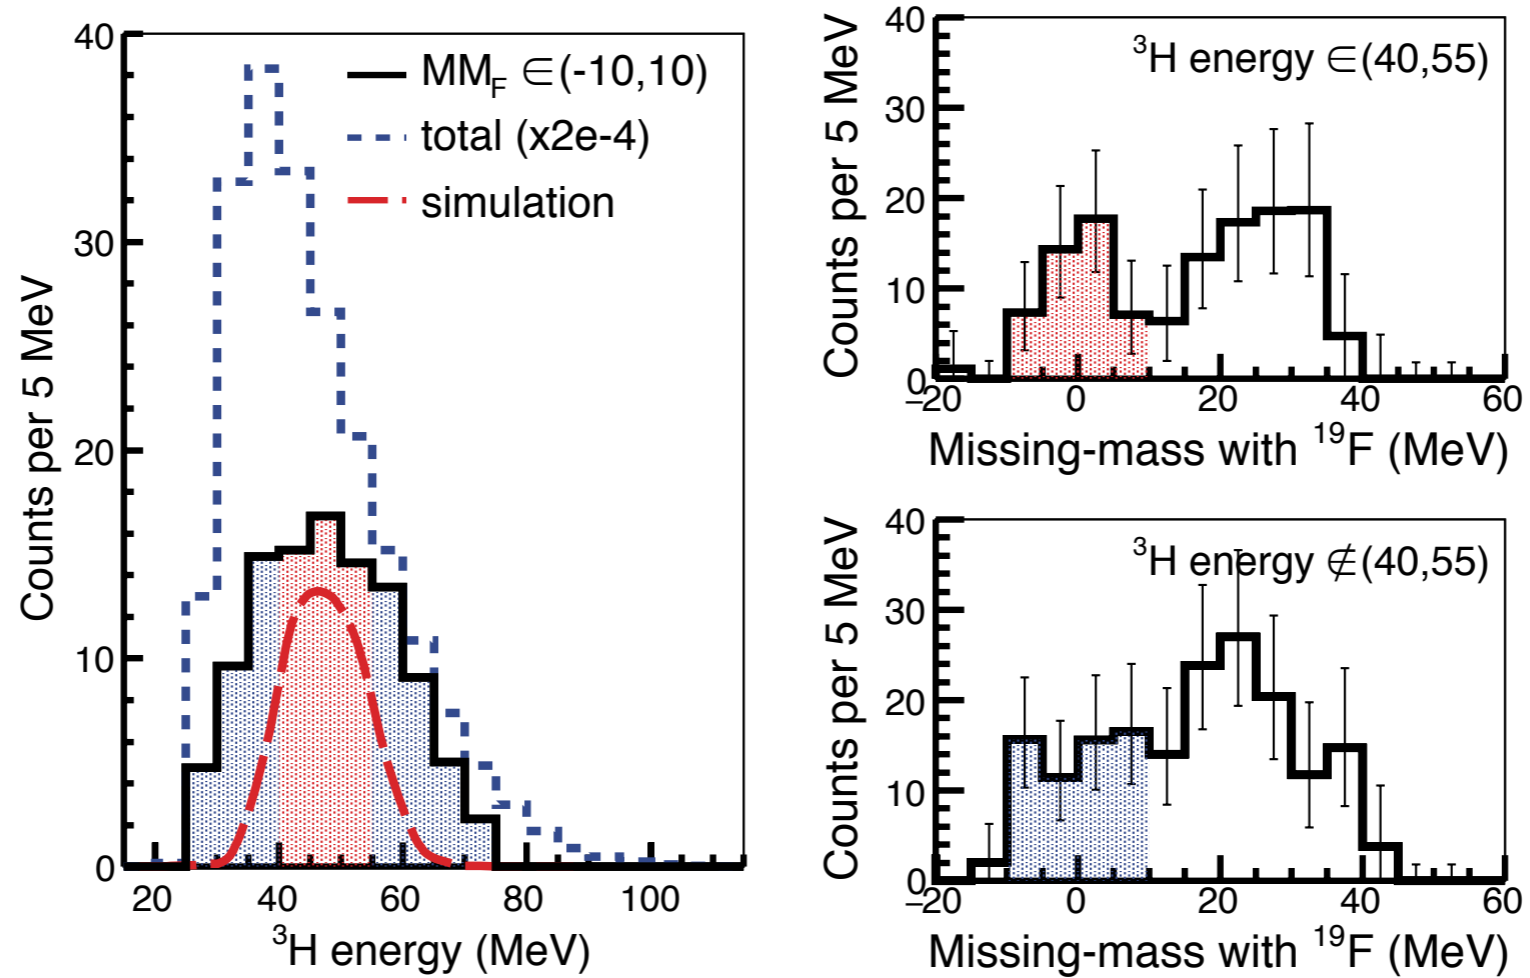 40
30
20
10
0
Counts per 5 MeV
MM_F ∈(-10,10)
total (x2e-4)
simulation
20 40 60 80 100
³H energy (MeV)
40
30
20
10
0
Counts per 5 MeV
³H energy ∈(40,55)
−20 0 20 40 60
Missing-mass with ¹⁹F (MeV)
40
30
20
10
0
Counts per 5 MeV
³H energy ∉(40,55)
−20 0 20 40 60
Missing-mass with ¹⁹F (MeV)